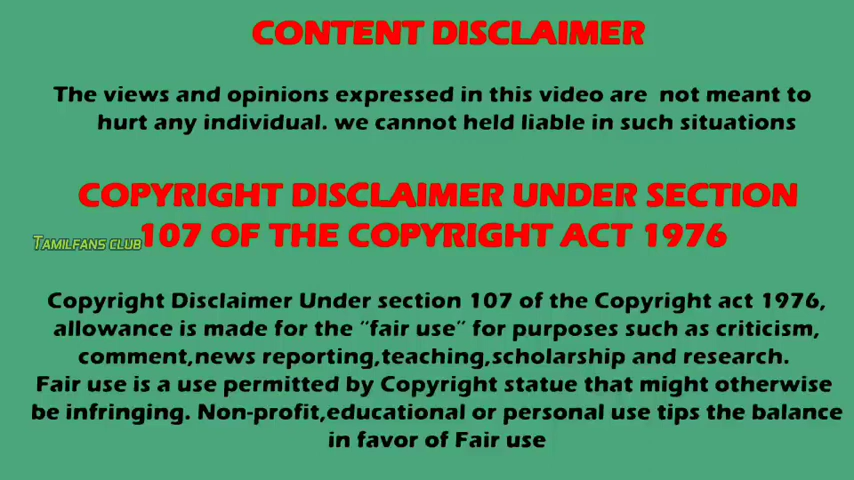 CONTENT DISCLAIMER
The views and opinions expressed in this video are not meant to
hurt any individual. we cannot held liable in such situations
COPYRIGHT DISCLAIMER UNDER SECTION
107 OF THE COPYRIGHT ACT 1976
TAMILFANS CLUB
Copyright Disclaimer Under section 107 of the Copyright act 1976,
allowance is made for the “fair use” for purposes such as criticism,
comment,news reporting,teaching,scholarship and research.
Fair use is a use permitted by Copyright statue that might otherwise
be infringing. Non-profit,educational or personal use tips the balance
in favor of Fair use